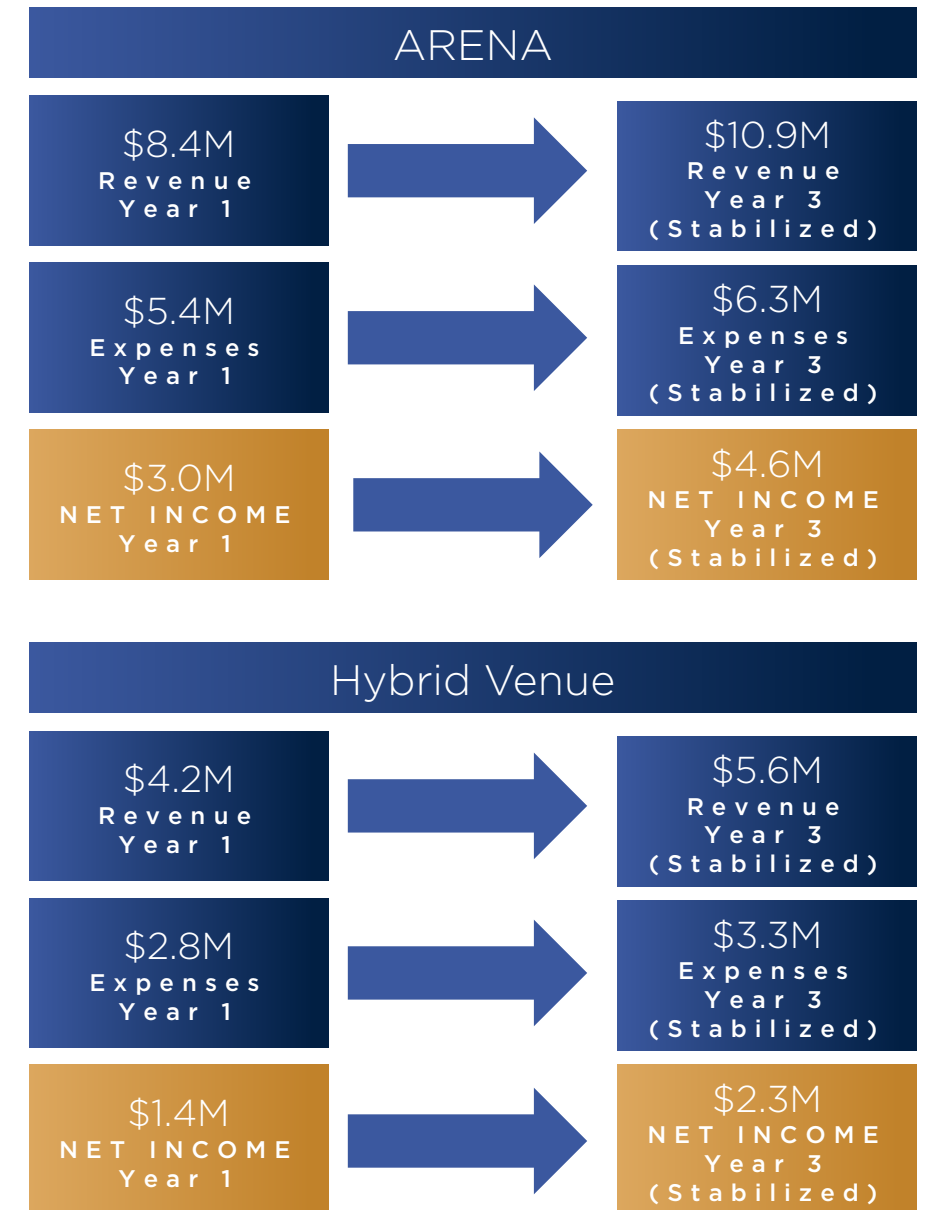 ARENA
$8.4M
Revenue
Year 1
$10.9M
Revenue
Year 3
(Stabilized)
$5.4M
Expenses
Year 1
$6.3M
Expenses
Year 3
(Stabilized)
$3.0M
NET INCOME
Year 1
$4.6M
NET INCOME
Year 3
(Stabilized)
Hybrid Venue
$4.2M
Revenue
Year 1
$5.6M
Revenue
Year 3
(Stabilized)
$2.8M
Expenses
Year 1
$3.3M
Expenses
Year 3
(Stabilized)
$1.4M
NET INCOME
Year 1
$2.3M
NET INCOME
Year 3
(Stabilized)